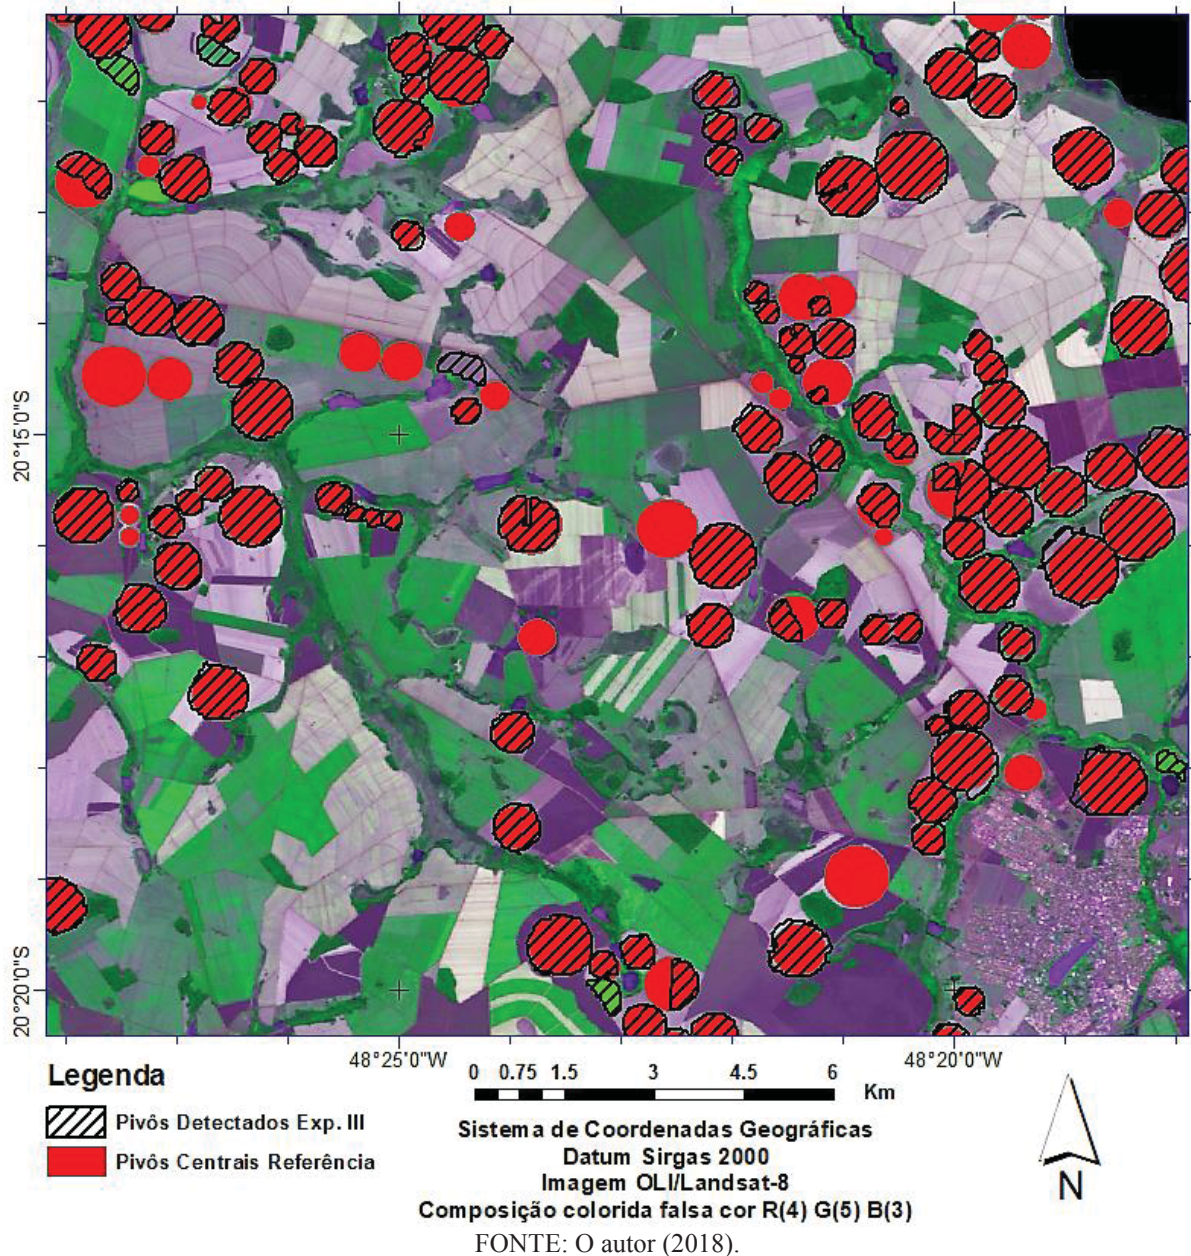 20°15'0"S
20°20'0"S
48°25'0"W
48°20'0"W
Legenda
Pivôs Detectados Exp. III
Pivôs Centrais Referência
0 0.75 1.5 3 4.5 6
Km
Sistema de Coordenadas Geográficas
Datum Sirgas 2000
Imagem OLI/Landsat-8
Composição colorida falsa cor R(4) G(5) B(3)
N
FONTE: O autor (2018).